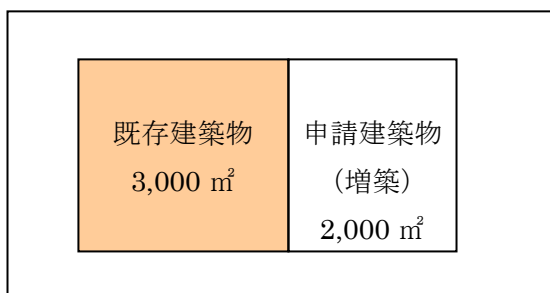 既存建築物
3,000 ㎡
申請建築物
（増築）
2,000 ㎡